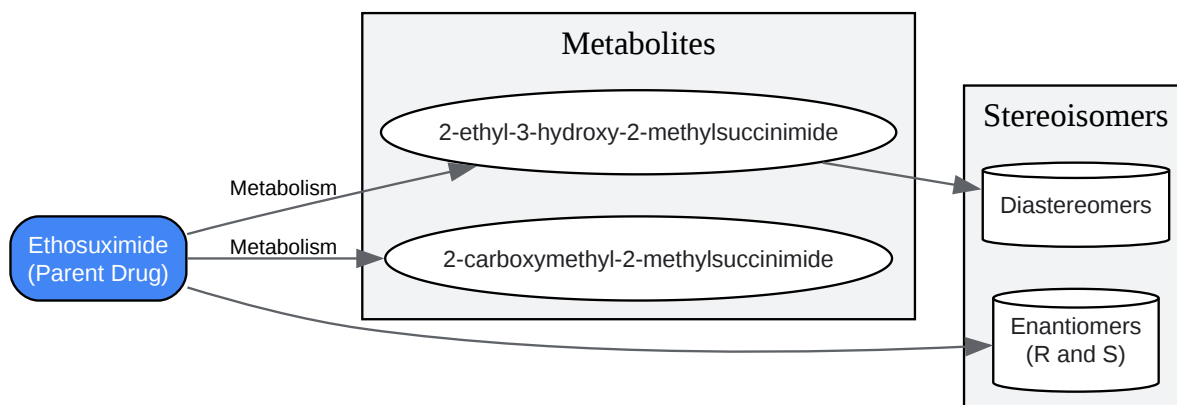 Metabolites
Stereoisomers
2-ethyl-3-hydroxy-2-methylsuccinimide
Metabolism
Diastereomers
Ethosuximide
(Parent Drug)
Metabolism
2-carboxymethyl-2-methylsuccinimide
Enantiomers
(R and S)